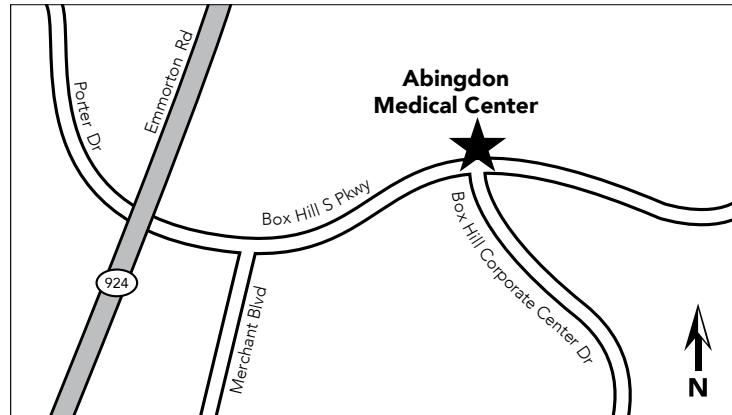 Porter Dr
Emmorton Rd
Abingdon
Medical Center
Box Hill S Pkwy
Box Hill Corporate Center Dr
924
Merchant Blvd
N